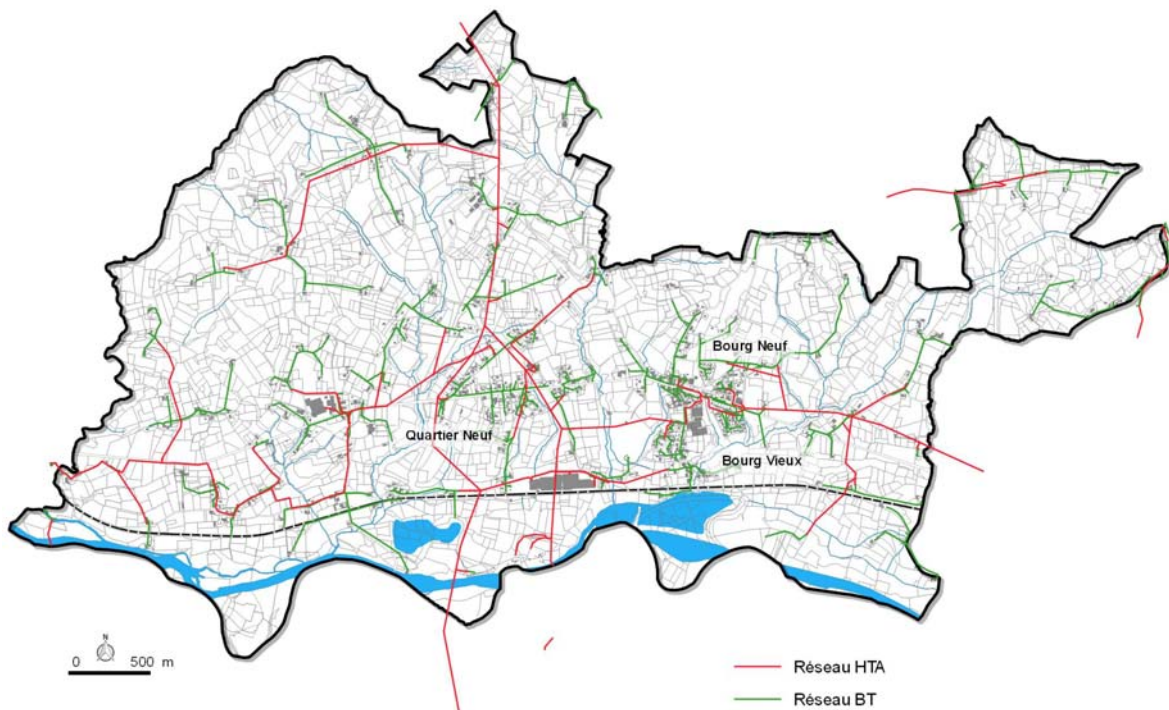 Bourg Neuf
Quartier Neuf
Bourg Vieux
N
0 500 m
Réseau HTA
Réseau BT